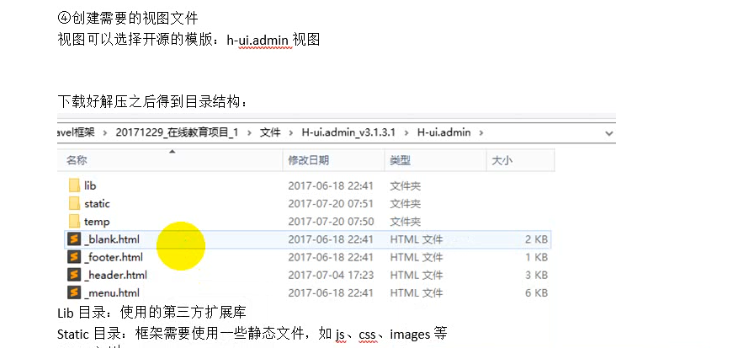 ④创建需要的视图文件
视图可以选择开源的模版：h-ui.admin 视图
下载好解压之后得到目录结构：
avel框架 › 20171229_在线教育项目_1 › 文件 › H-ui.admin_v3.1.3.1 › H-ui.admin ›
名称 修改日期 类型 大小
lib 2017-06-18 22:41 文件夹
static 2017-07-20 07:51 文件夹
temp 2017-07-20 07:50 文件夹
_blank.html 2017-06-18 22:41 HTML 文件 2 KB
_footer.html 2017-06-18 22:41 HTML 文件 1 KB
_header.html 2017-07-04 17:23 HTML 文件 3 KB
_menu.html 2017-06-18 22:41 HTML 文件 6 KB
Lib 目录：使用的第三方扩展库
Static 目录：框架需要使用一些静态文件，如 js、css、images 等